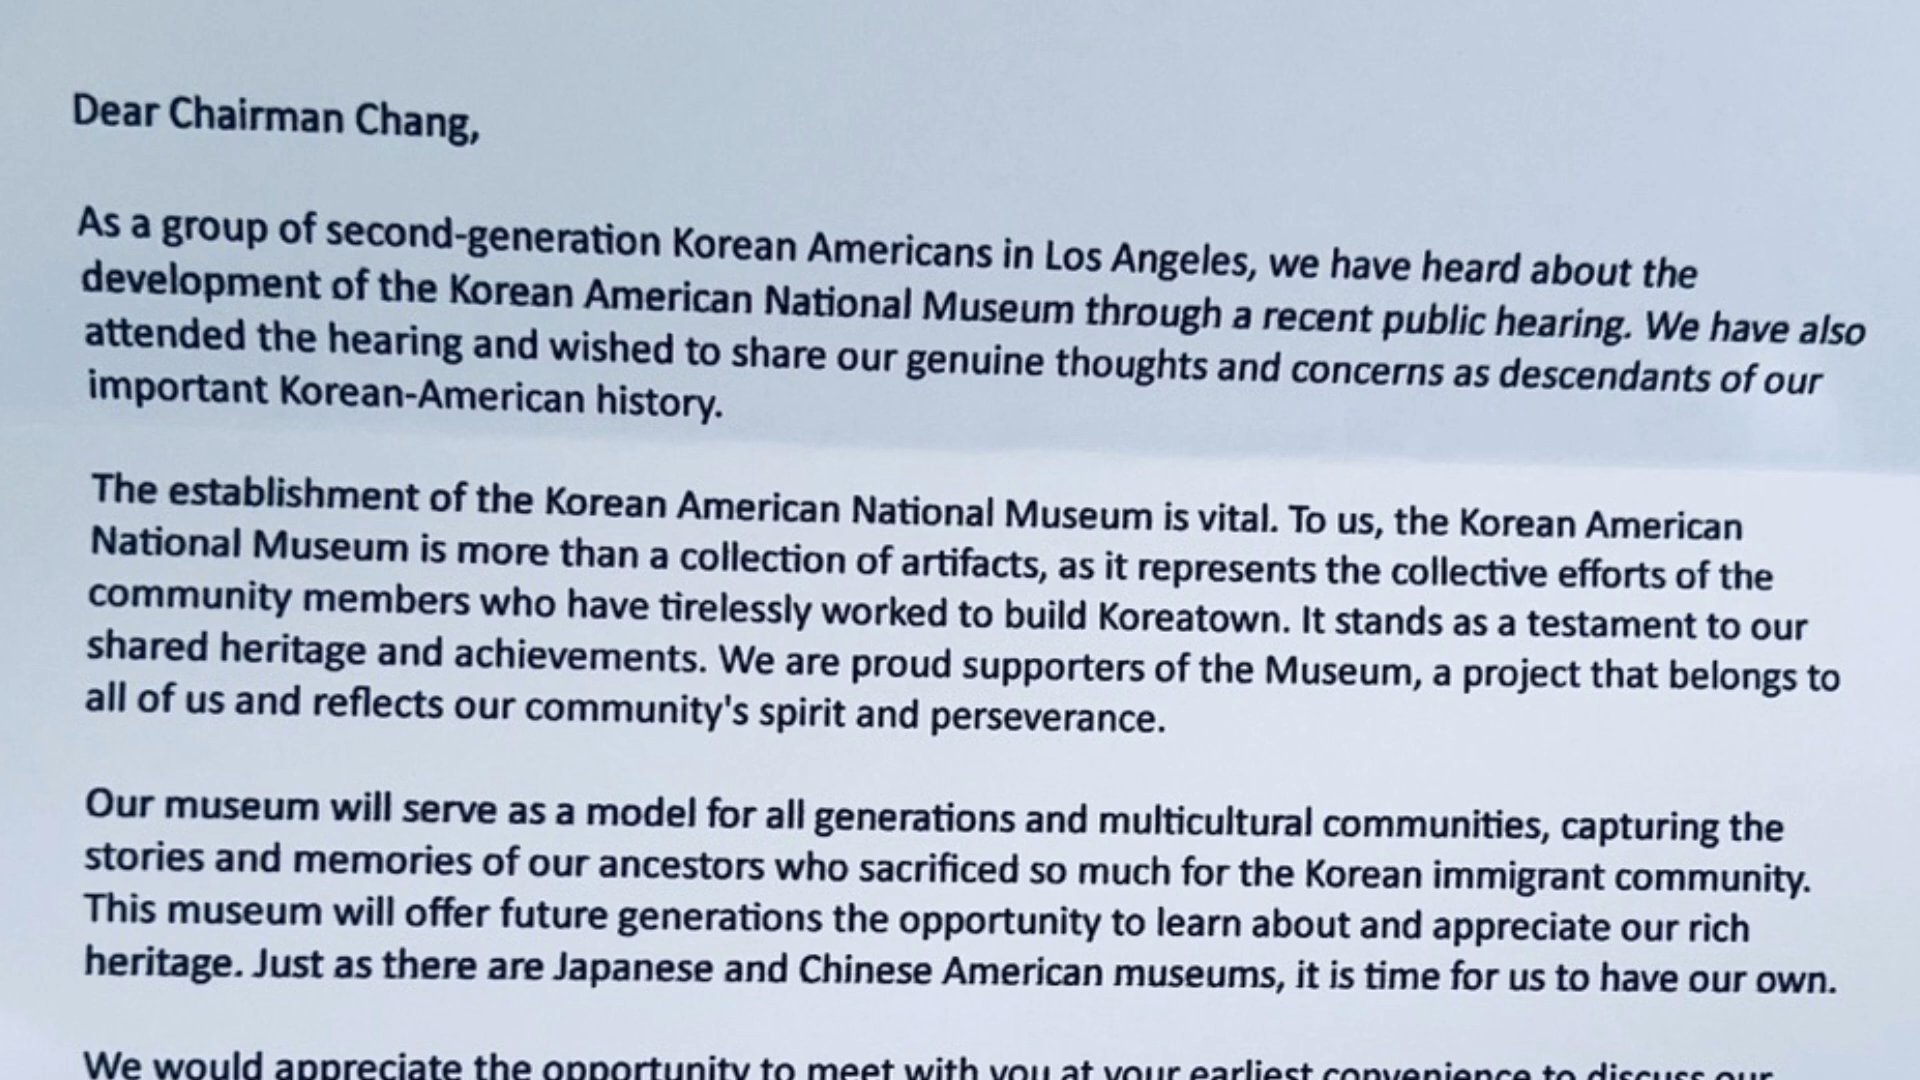 Dear Chairman Chang,
As a group of second-generation Korean Americans in Los Angeles, we have heard about the
development of the Korean American National Museum through a recent public hearing. We have also
attended the hearing and wished to share our genuine thoughts and concerns as descendants of our
important Korean-American history.
The establishment of the Korean American National Museum is vital. To us, the Korean American
National Museum is more than a collection of artifacts, as it represents the collective efforts of the
community members who have tirelessly worked to build Koreatown. It stands as a testament to our
shared heritage and achievements. We are proud supporters of the Museum, a project that belongs to
all of us and reflects our community's spirit and perseverance.
Our museum will serve as a model for all generations and multicultural communities, capturing the
stories and memories of our ancestors who sacrificed so much for the Korean immigrant community.
This museum will offer future generations the opportunity to learn about and appreciate our rich
heritage. Just as there are Japanese and Chinese American museums, it is time for us to have our own.
We would appreciate the opportunity to meet with you at your earliest convenience to discuss our